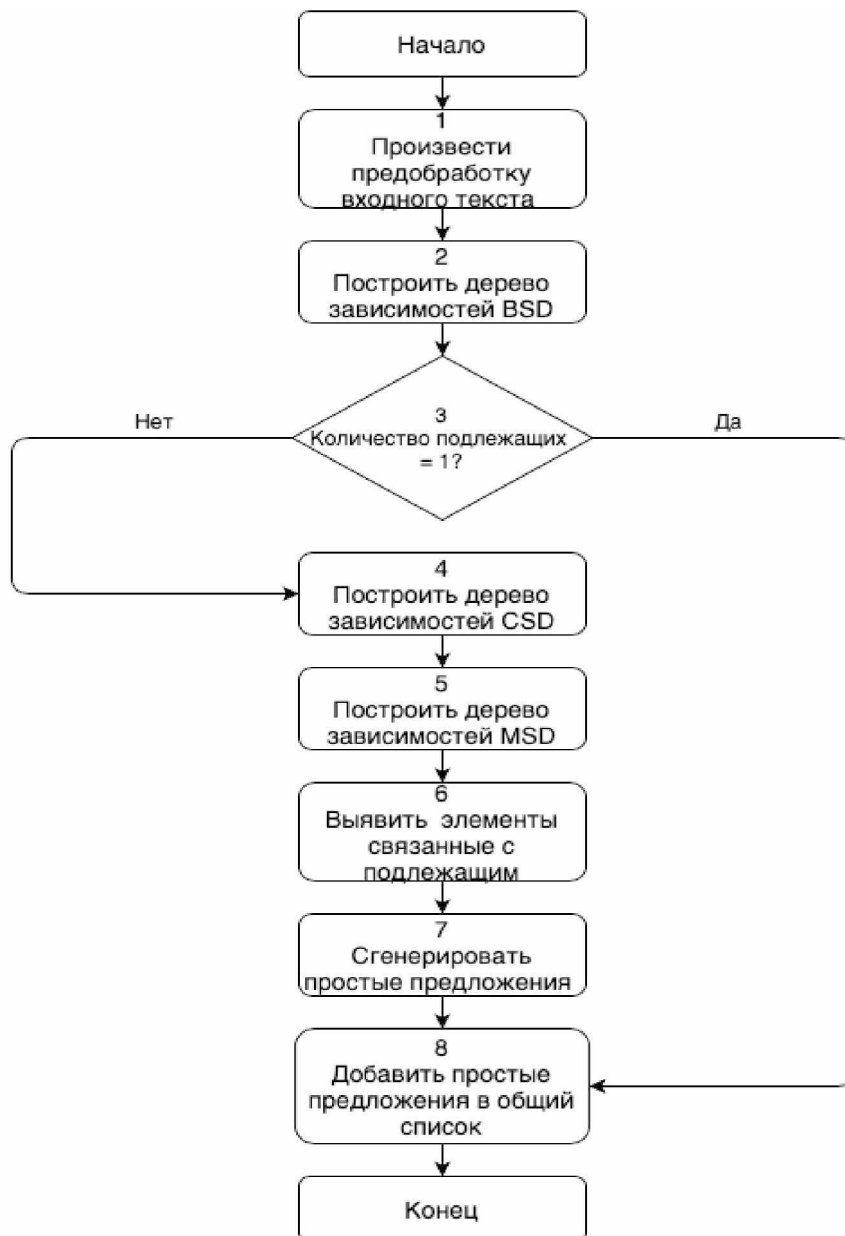 Начало
1
Произвести
предобработку
входного текста
2
Построить дерево
зависимостей BSD
Нет
3
Количество подлежащих
= 1?
Да
4
Построить дерево
зависимостей CSD
5
Построить дерево
зависимостей MSD
6
Выявить элементы
связанные с
подлежащим
7
Сгенерировать
простые предложения
8
Добавить простые
предложения в общий
список
Конец